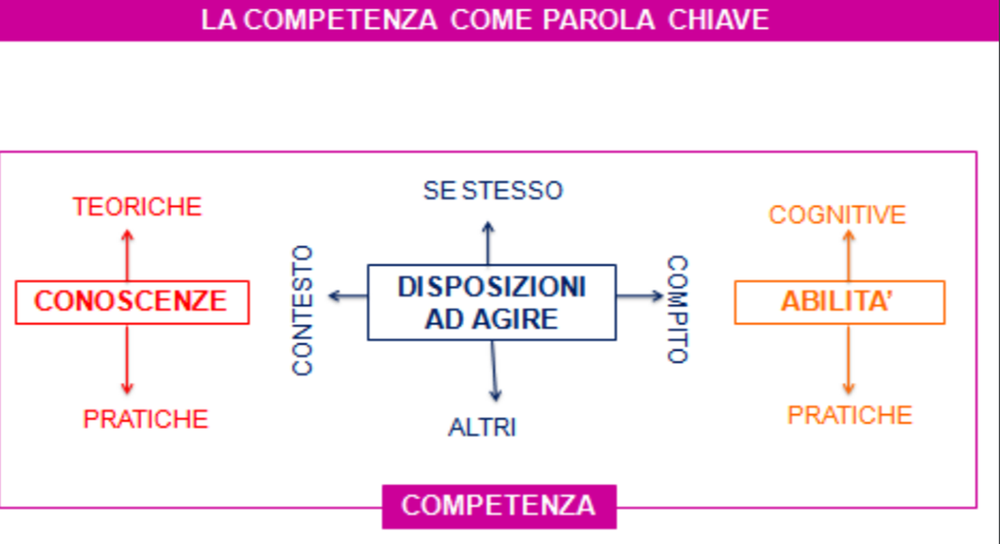 LA COMPETENZA COME PAROLA CHIAVE
TEORICHE
CONOSCENZE
PRATICHE
SE STESSO
CONTESTO
DISPOSIZIONI
AD AGIRE
COMPITO
ALTRI
COGNITIVE
ABILITA’
PRATICHE
COMPETENZA